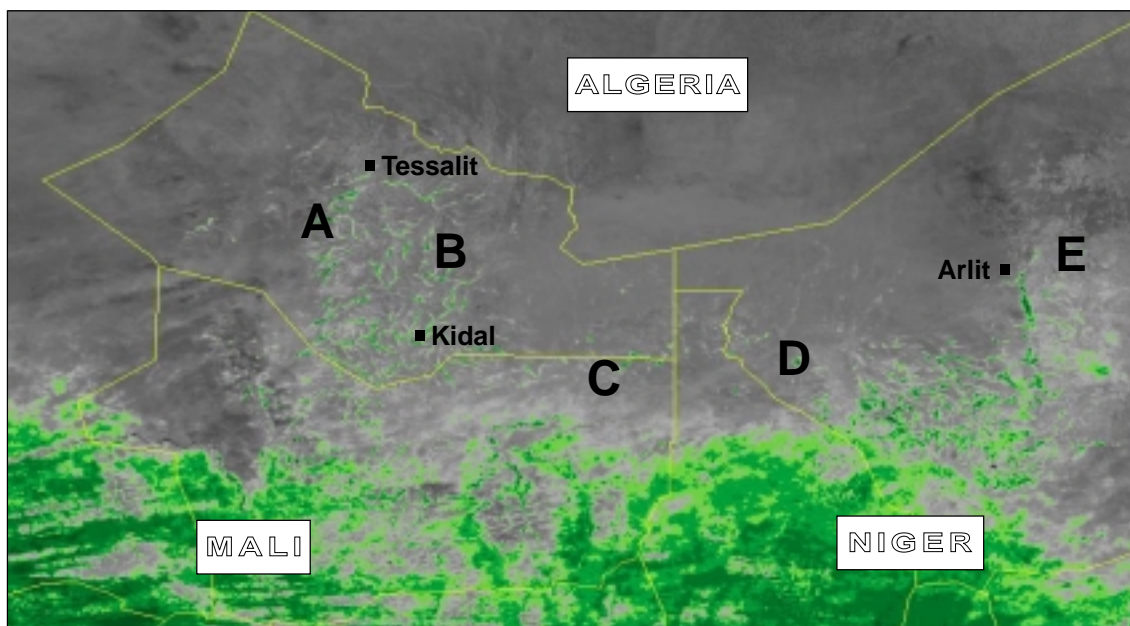 ALGERIA
Tessalit
A
B
E
Arlit
Kidal
D
C
MALI
NIGER